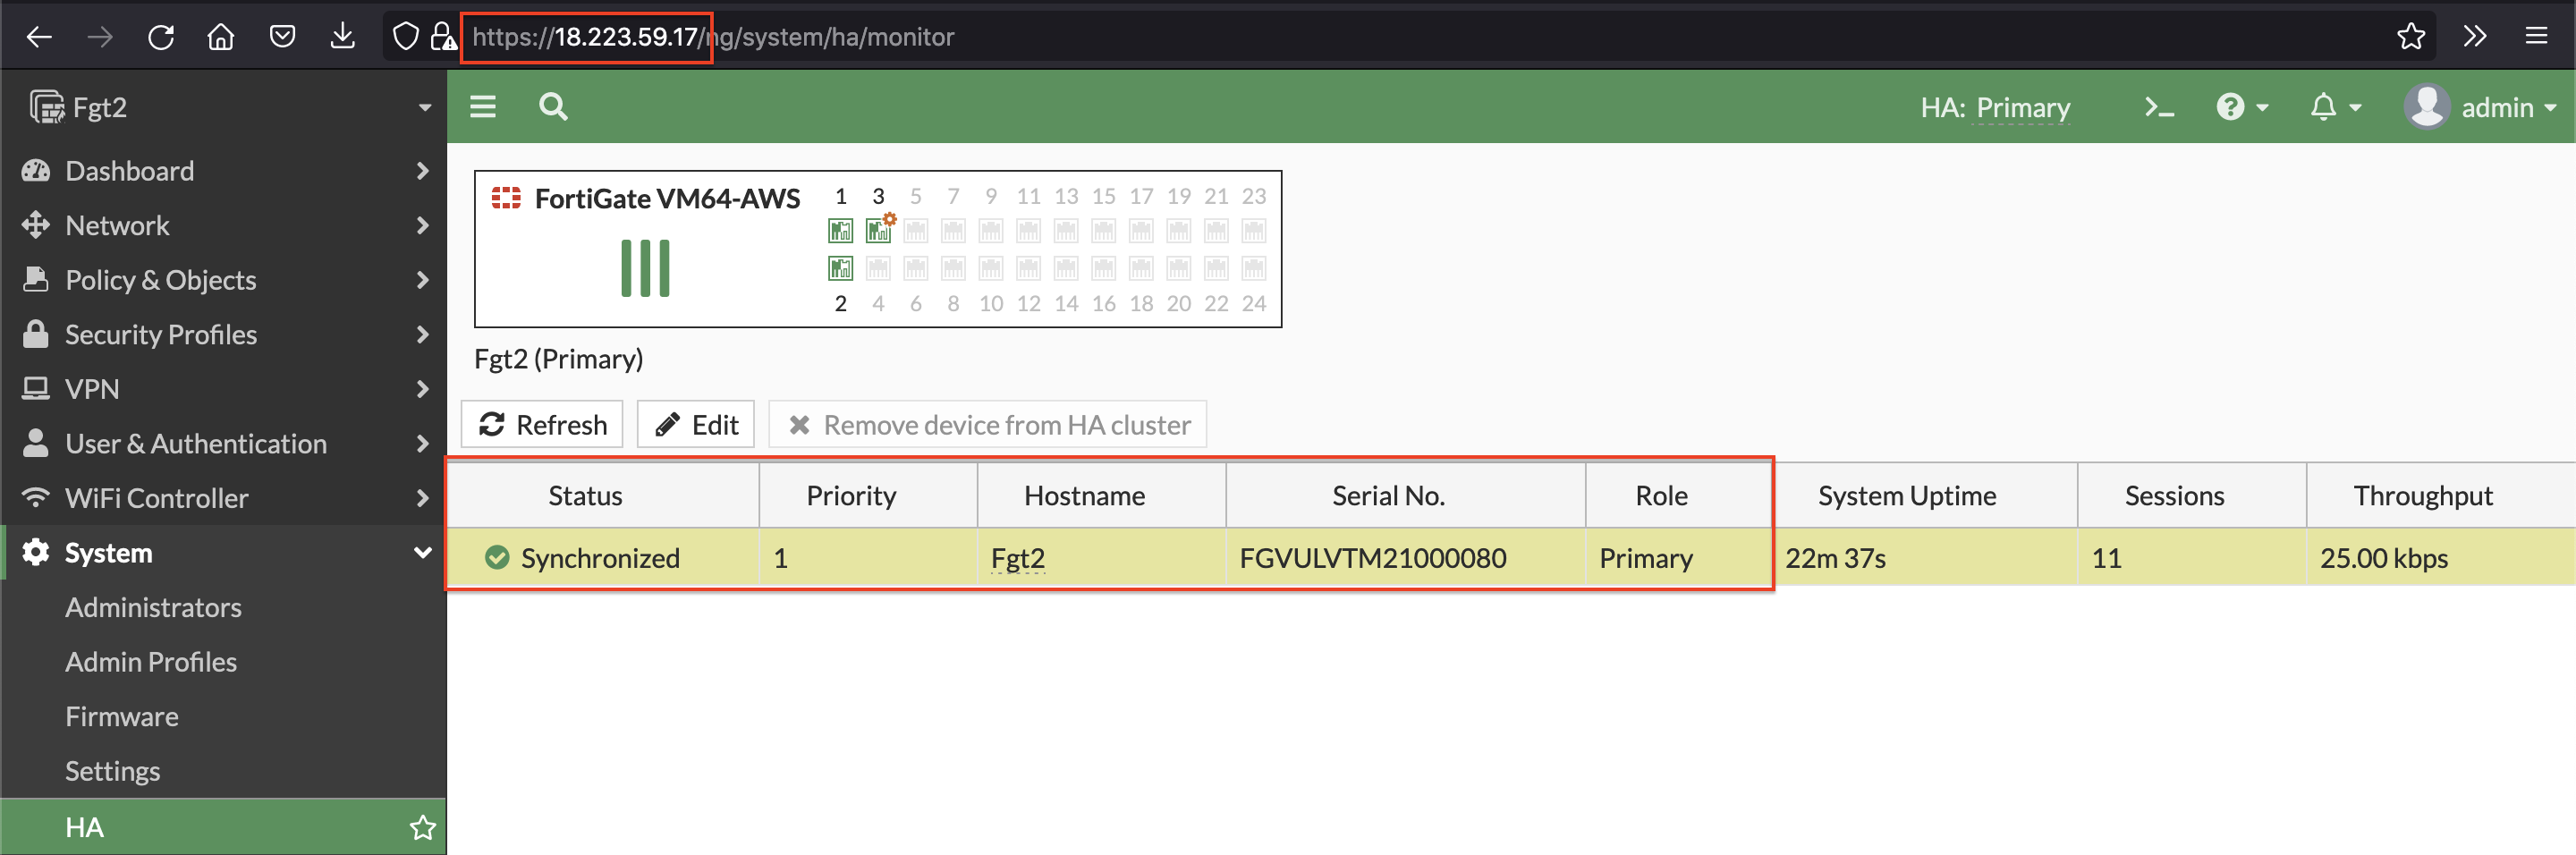 https://18.223.59.17/ng/system/ha/monitor
Fgt2
HA: Primary
admin
Dashboard
Network
Policy & Objects
Security Profiles
VPN
User & Authentication
WiFi Controller
System
Administrators
Admin Profiles
Firmware
Settings
HA
FortiGate VM64-AWS
1 3 5 7 9 11 13 15 17 19 21 23
2 4 6 8 10 12 14 16 18 20 22 24
Fgt2 (Primary)
Refresh Edit Remove device from HA cluster
Status Priority Hostname Serial No. Role System Uptime Sessions Throughput
Synchronized 1 Fgt2 FGVULVTM21000080 Primary 22m 37s 11 25.00 kbps